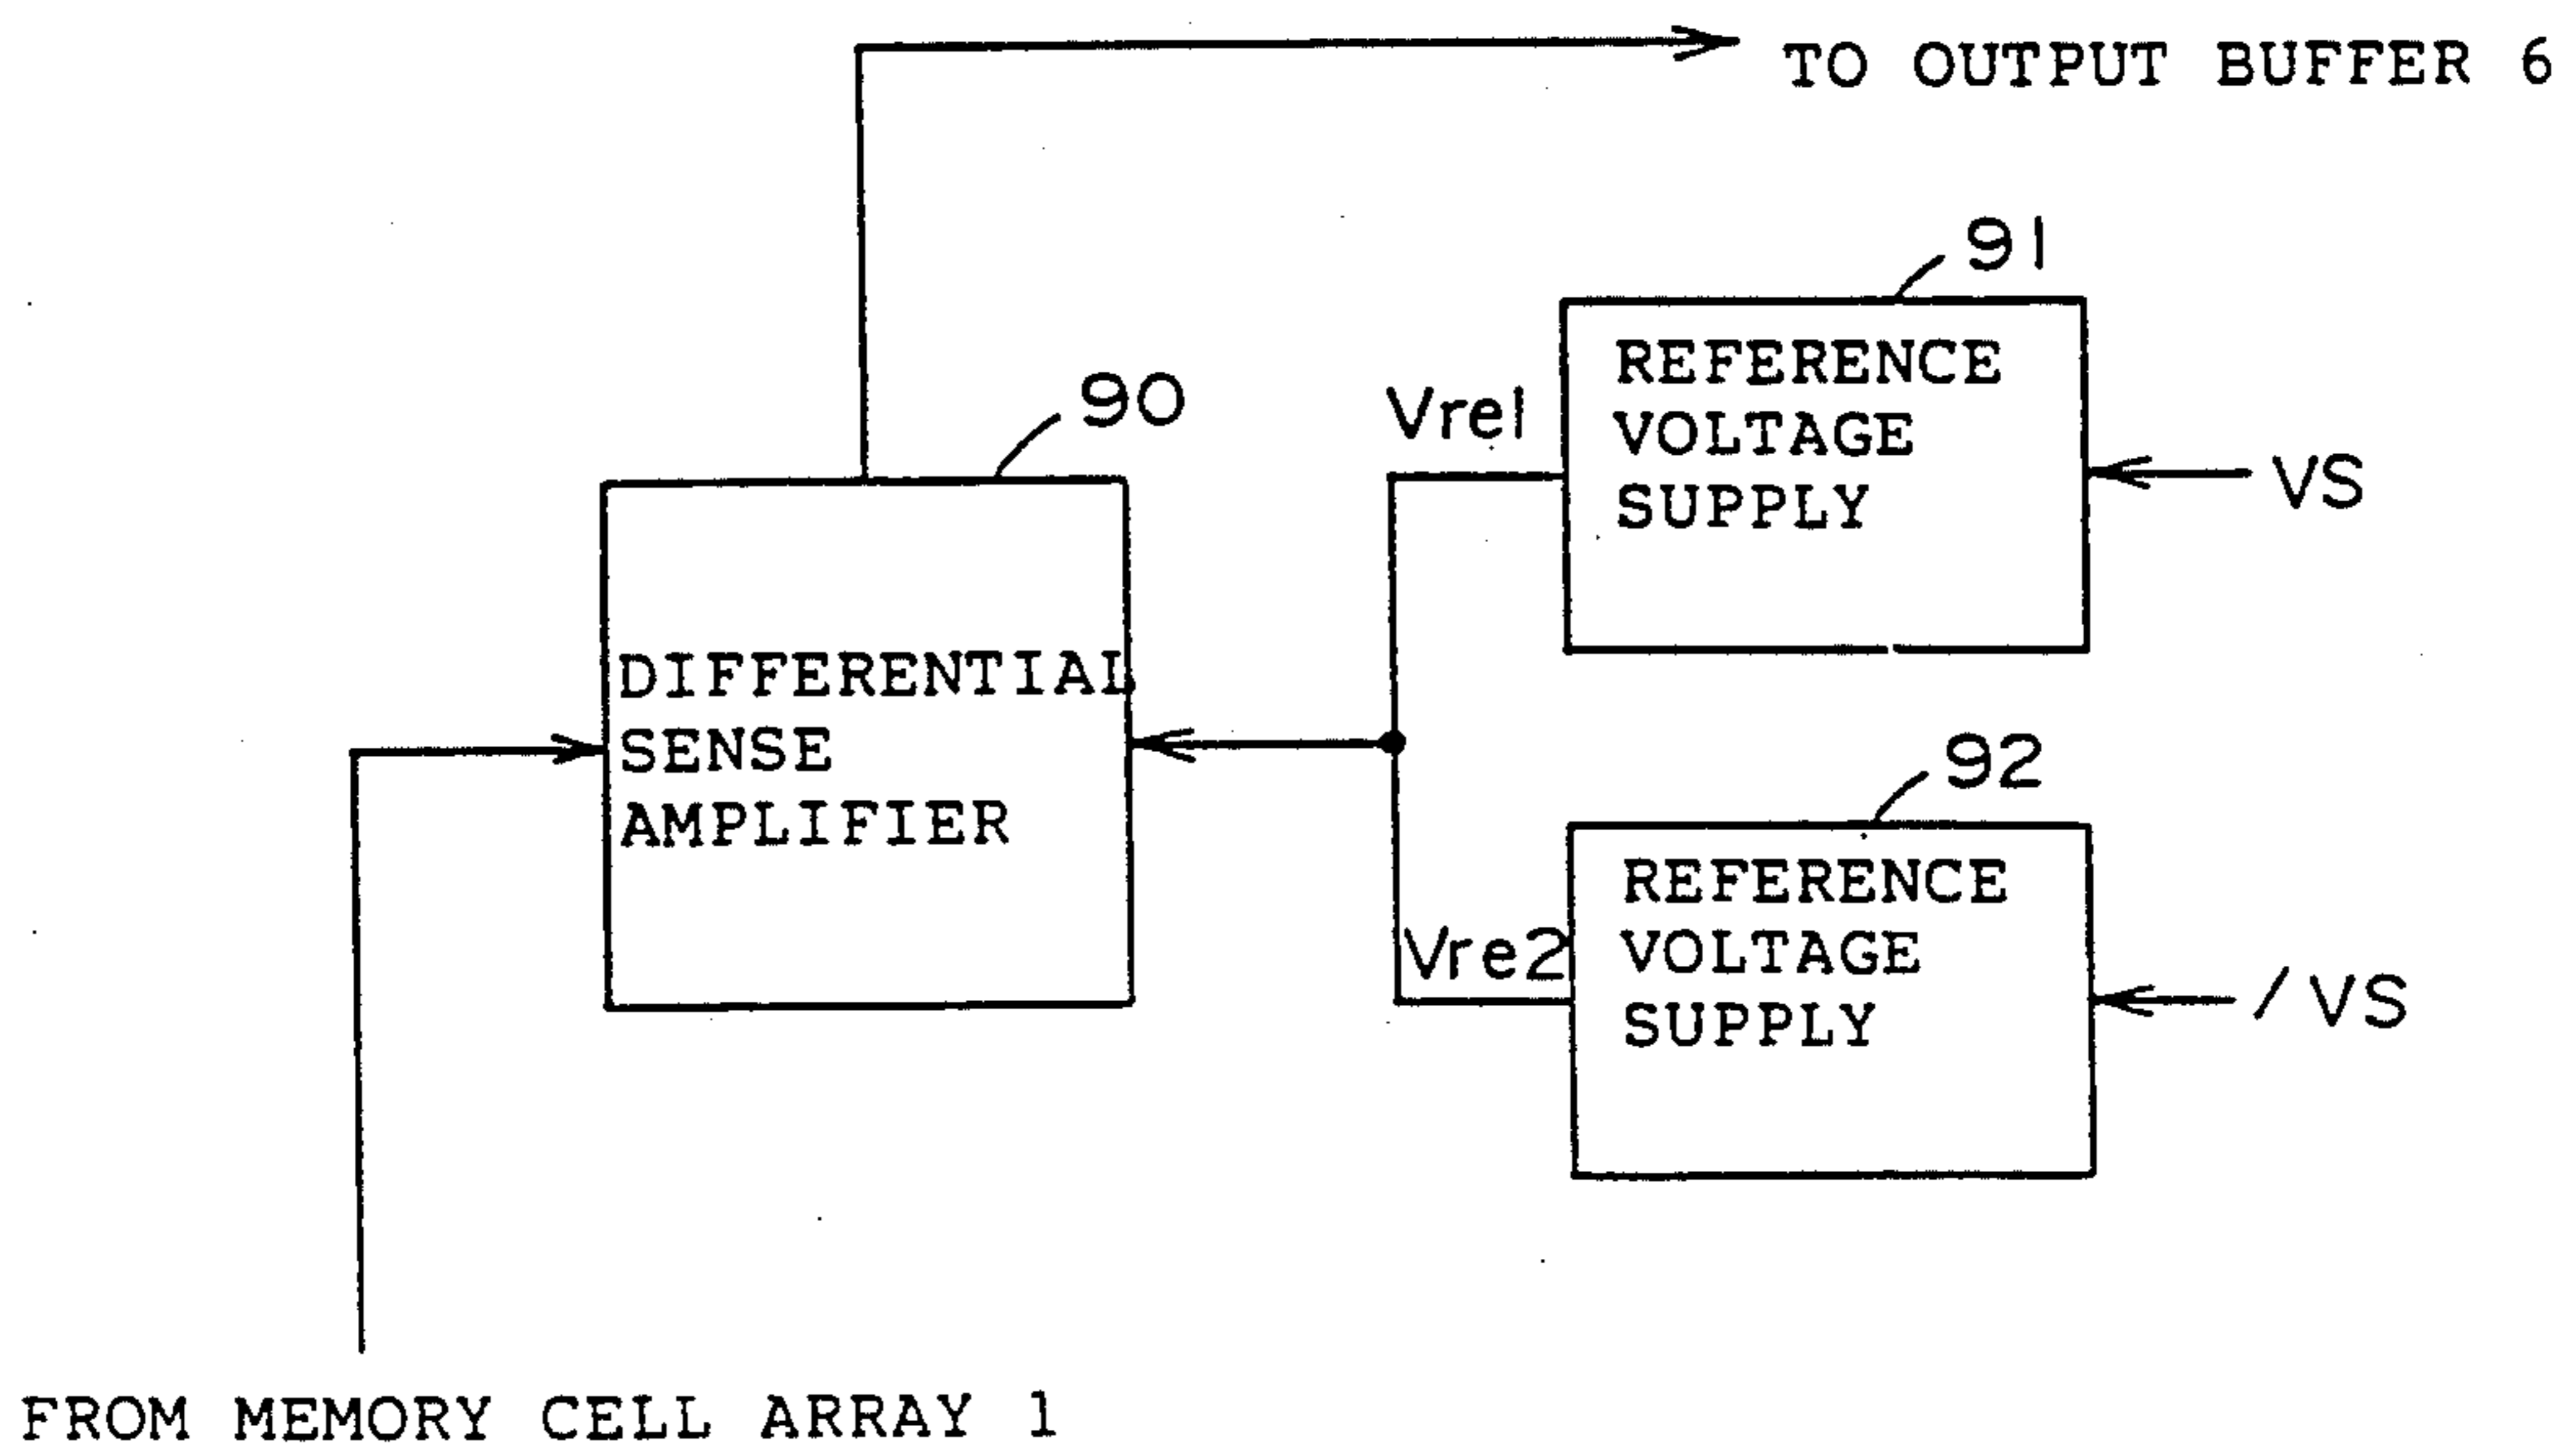 TO OUTPUT BUFFER 6
91
REFERENCE
VOLTAGE
SUPPLY
Vre1
VS
90
DIFFERENTIAL
SENSE
AMPLIFIER
92
REFERENCE
VOLTAGE
SUPPLY
Vre2
/VS
FROM MEMORY CELL ARRAY 1